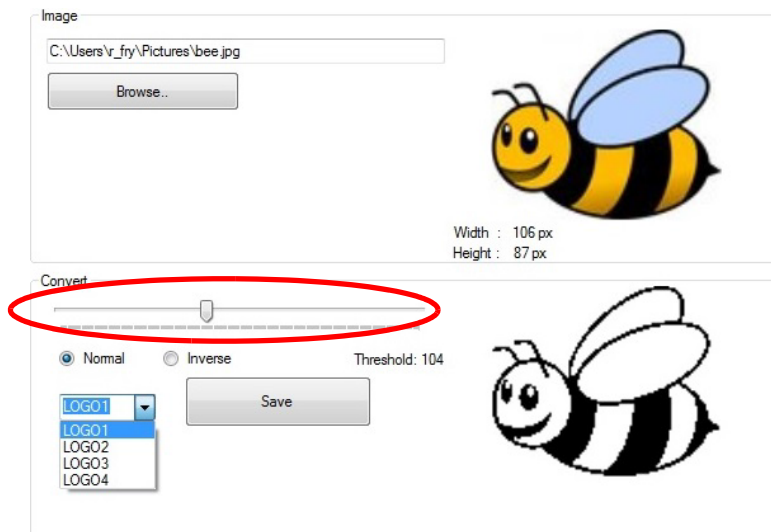 Image
C:\Users\r_fry\Pictures\bee.jpg
Browse..
Width : 106 px
Height : 87 px
Convert
Normal
Inverse
Threshold: 104
LOGO1
Save
LOGO1
LOGO2
LOGO3
LOGO4